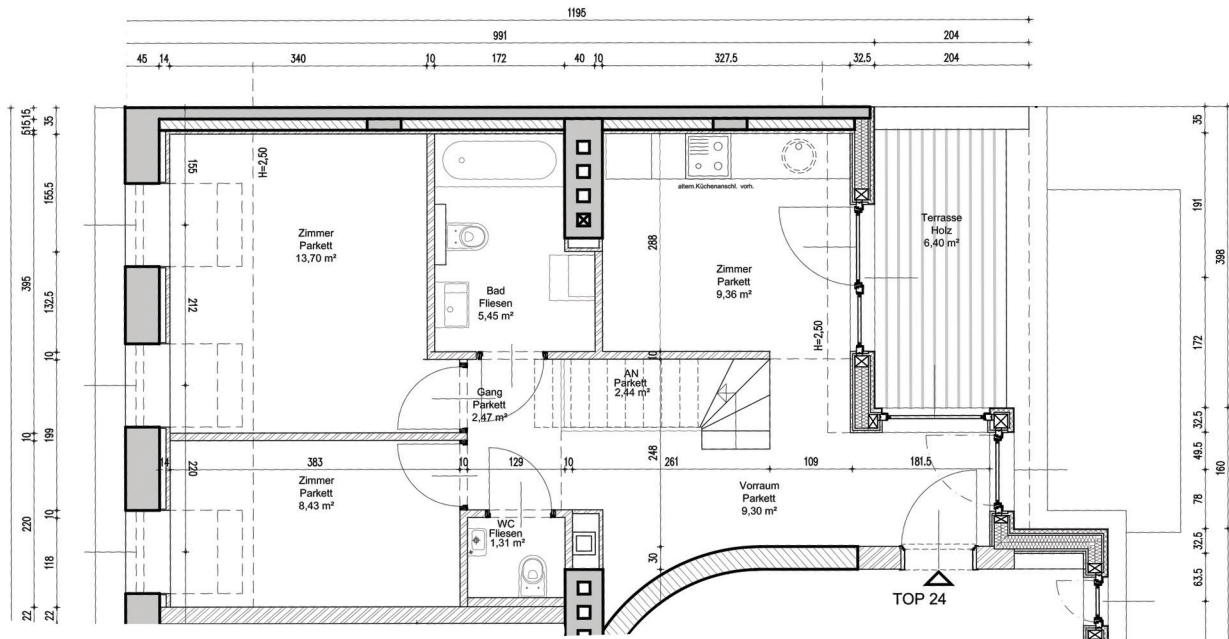 1195
991 204
45 14 340 10 172 40 10 327.5 32.5 204
5 15 15
35
155
155.5
H=2,50
395
212
132.5
10
199
10
220
220
10
118
22
22
Zimmer
Parkett
13,70 m²
Bad
Fliesen
5,45 m²
altern.Küchenanschl. vorh.
288
Zimmer
Parkett
9,36 m²
H=2,50
Terrasse
Holz
6,40 m²
35
191
398
172
10
AN
Parkett
2,44 m²
Gang
Parkett
2,47 m²
32.5
32.5
49.5
160
78
32.5
63.5
14 383 10 129 10 248 261 109 181.5
Zimmer
Parkett
8,43 m²
Vorraum
Parkett
9,30 m²
WC
Fliesen
1,31 m²
30
TOP 24